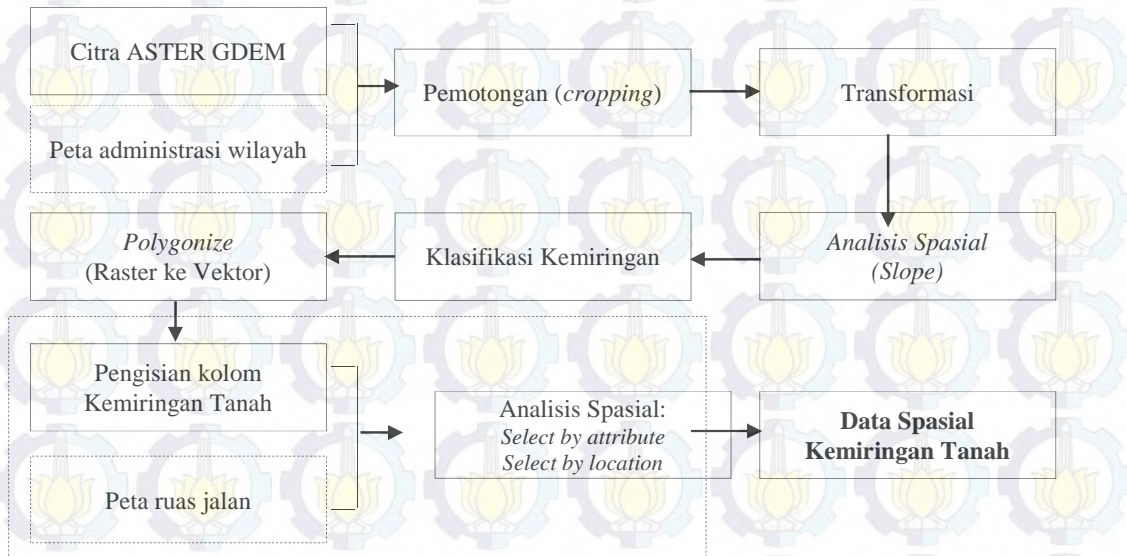 Citra ASTER GDEM
Peta administrasi wilayah
Pemotongan (cropping)
Transformasi
Analisis Spasial
(Slope)
Klasifikasi Kemiringan
Polygonize
(Raster ke Vektor)
Pengisian kolom
Kemiringan Tanah
Peta ruas jalan
Analisis Spasial:
Select by attribute
Select by location
Data Spasial
Kemiringan Tanah